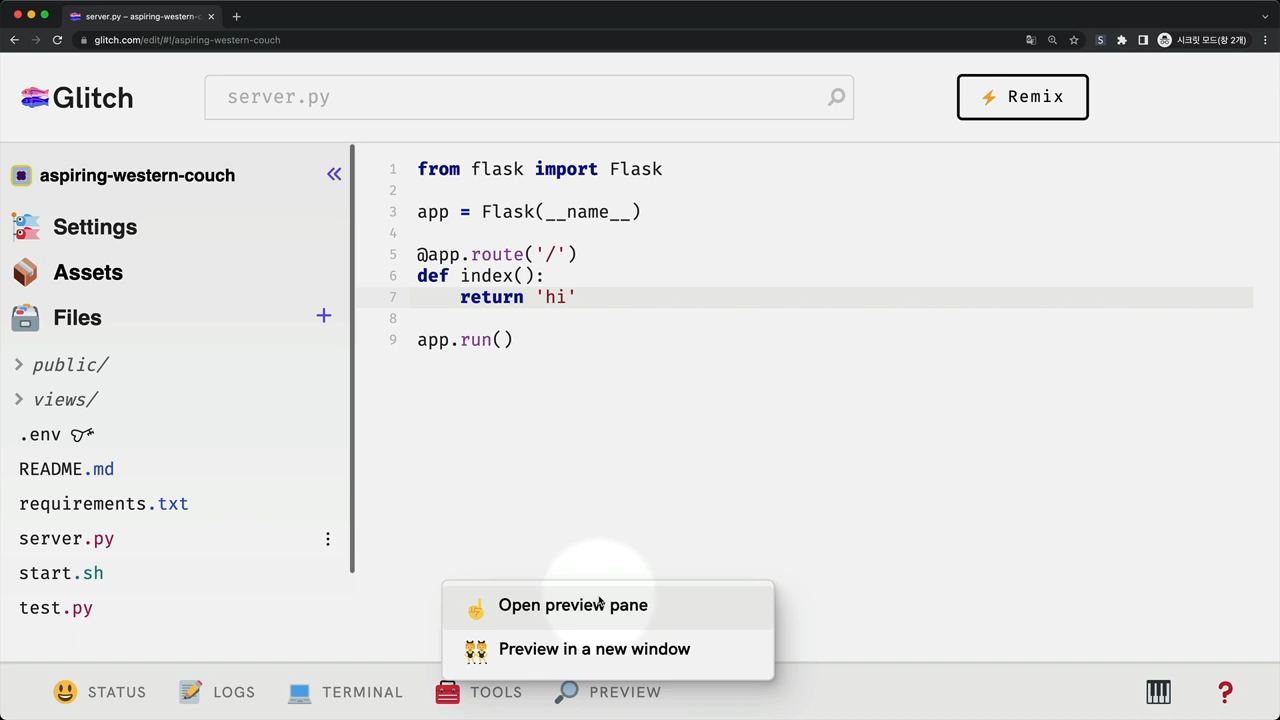 server.py – aspiring-western-c
glitch.com/edit/#!/aspiring-western-couch
시크릿 모드(창 2개)
Glitch
server.py
Remix
aspiring-western-couch
Settings
Assets
Files
public/
views/
.env
README.md
requirements.txt
server.py
start.sh
test.py
1 from flask import Flask
2
3 app = Flask(__name__)
4
5 @app.route('/')
6 def index():
7 return 'hi'
8
9 app.run()
Open preview pane
Preview in a new window
STATUS
LOGS
TERMINAL
TOOLS
PREVIEW
?